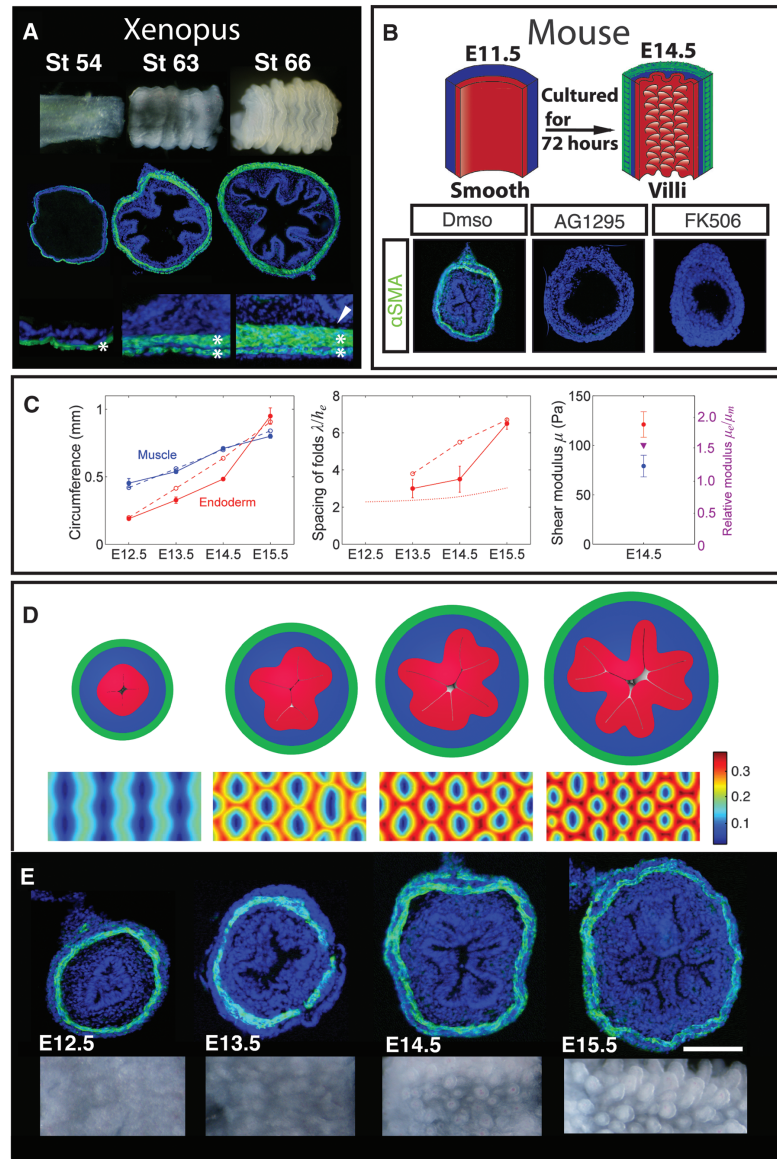 A
Xenopus
St 54
St 63
St 66
*
*
*
*
*
B
Mouse
E11.5
E14.5
Cultured
for
72 hours
Smooth
Villi
Dmso
AG1295
FK506
αSMA
C
Circumference (mm)
1
0.5
0
Muscle
Endoderm
E12.5 E13.5 E14.5 E15.5
Spacing of folds λ/hₑ
8
6
4
2
0
E12.5 E13.5 E14.5 E15.5
Shear modulus μ (Pa)
150
100
50
0
E14.5
2.0
1.5
1.0
0.5
0
Relative modulus μₑ/μₘ
D
0.3
0.2
0.1
E
E12.5
E13.5
E14.5
E15.5